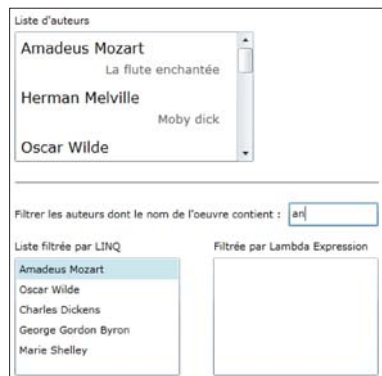 Liste d'auteurs
Amadeus Mozart
La flute enchantée
Herman Melville
Moby dick
Oscar Wilde
Filtrer les auteurs dont le nom de l'oeuvre contient : an
Liste filtrée par LINQ Filtrée par Lambda Expression
Amadeus Mozart
Oscar Wilde
Charles Dickens
George Gordon Byron
Marie Shelley